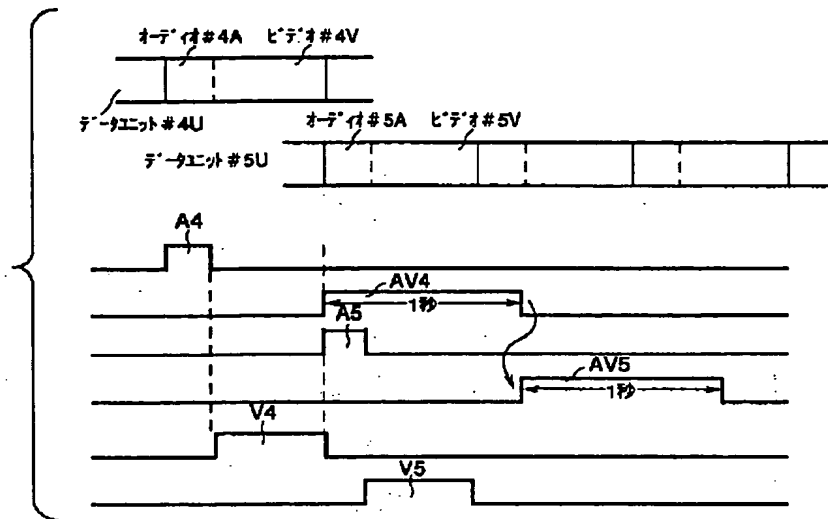 オーディオ#4A ビデオ#4V
データユニット#4U
オーディオ#5A ビデオ#5V
データユニット#5U
A4
AV4
1秒
A5
AV5
1秒
V4
V5